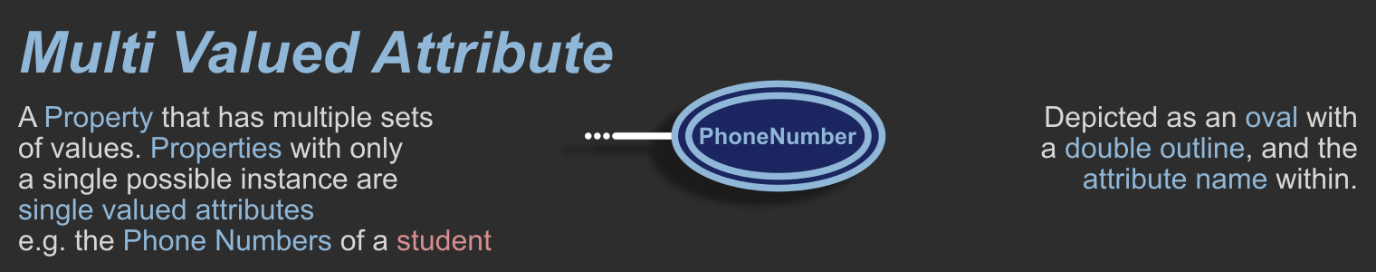 Multi Valued Attribute
A Property that has multiple sets
of values. Properties with only
a single possible instance are
single valued attributes
e.g. the Phone Numbers of a student
PhoneNumber
Depicted as an oval with
a double outline, and the
attribute name within.